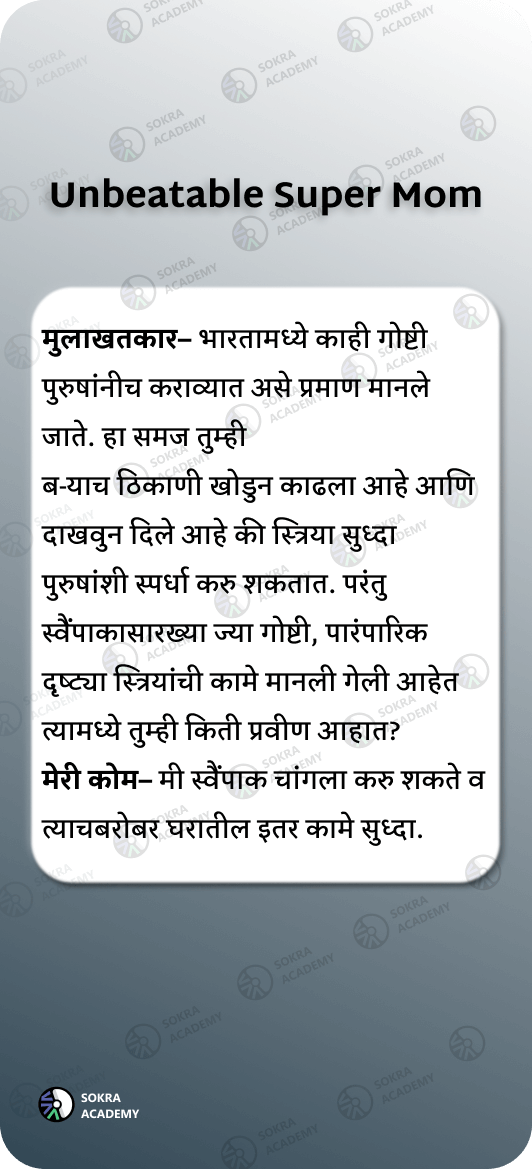 Unbeatable Super Mom
मुलाखतकार– भारतामध्ये काही गोष्टी
पुरुषांनीच कराव्यात असे प्रमाण मानले
जाते. हा समज तुम्ही
ब-याच ठिकाणी खोडुन काढला आहे आणि
दाखवुन दिले आहे की स्त्रिया सुध्दा
पुरुषांशी स्पर्धा करु शकतात. परंतु
स्वैंपाकासारख्या ज्या गोष्टी, पारंपारिक
दृष्ट्या स्त्रियांची कामे मानली गेली आहेत
त्यामध्ये तुम्ही किती प्रवीण आहात?
मेरी कोम– मी स्वैंपाक चांगला करु शकते व
त्याचबरोबर घरातील इतर कामे सुध्दा.
SOKRA
ACADEMY